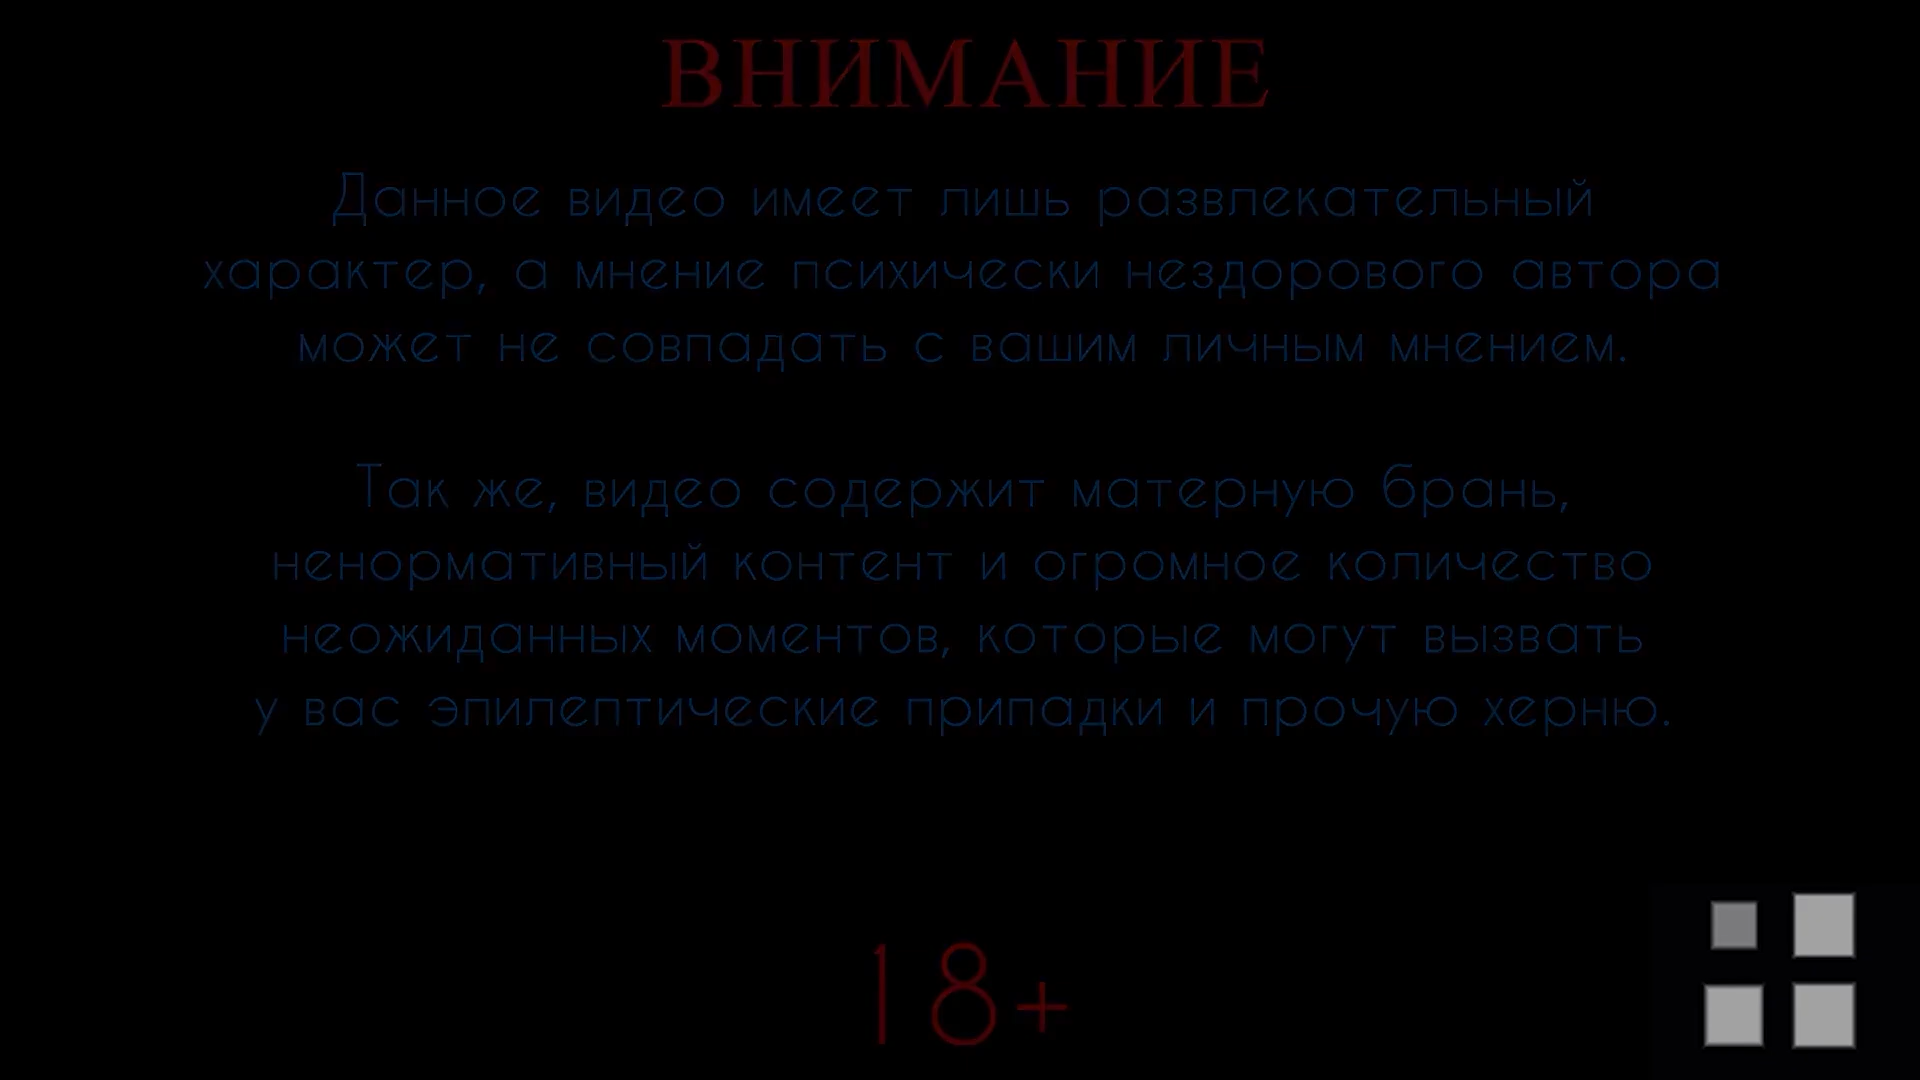 ВНИМАНИЕ
Данное видео имеет лишь развлекательный
характер, а мнение психически нездорового автора
может не совпадать с вашим личным мнением.
Так же, видео содержит матерную брань,
ненормативный контент и огромное количество
неожиданных моментов, которые могут вызвать
у вас эпилептические припадки и прочую херню.
18+